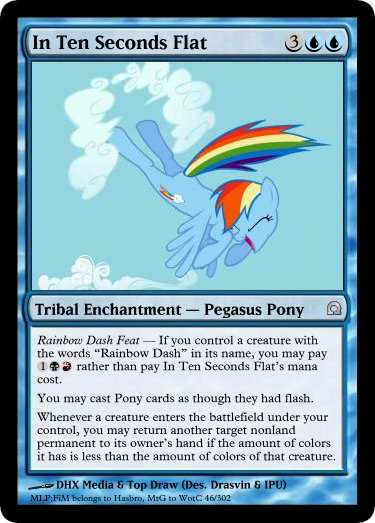 In Ten Seconds Flat 3
Tribal Enchantment — Pegasus Pony
Rainbow Dash Feat — If you control a creature with
the words “Rainbow Dash” in its name, you may pay
1 rather than pay In Ten Seconds Flat's mana
cost.
You may cast Pony cards as though they had flash.
Whenever a creature enters the battlefield under your
control, you may return another target nonland
permanent to its owner's hand if the amount of colors
it has is less than the amount of colors of that creature.
DHX Media & Top Draw (Des. Drasvin & IPU)
MLP:FiM belongs to Hasbro, MtG to WotC 46/302